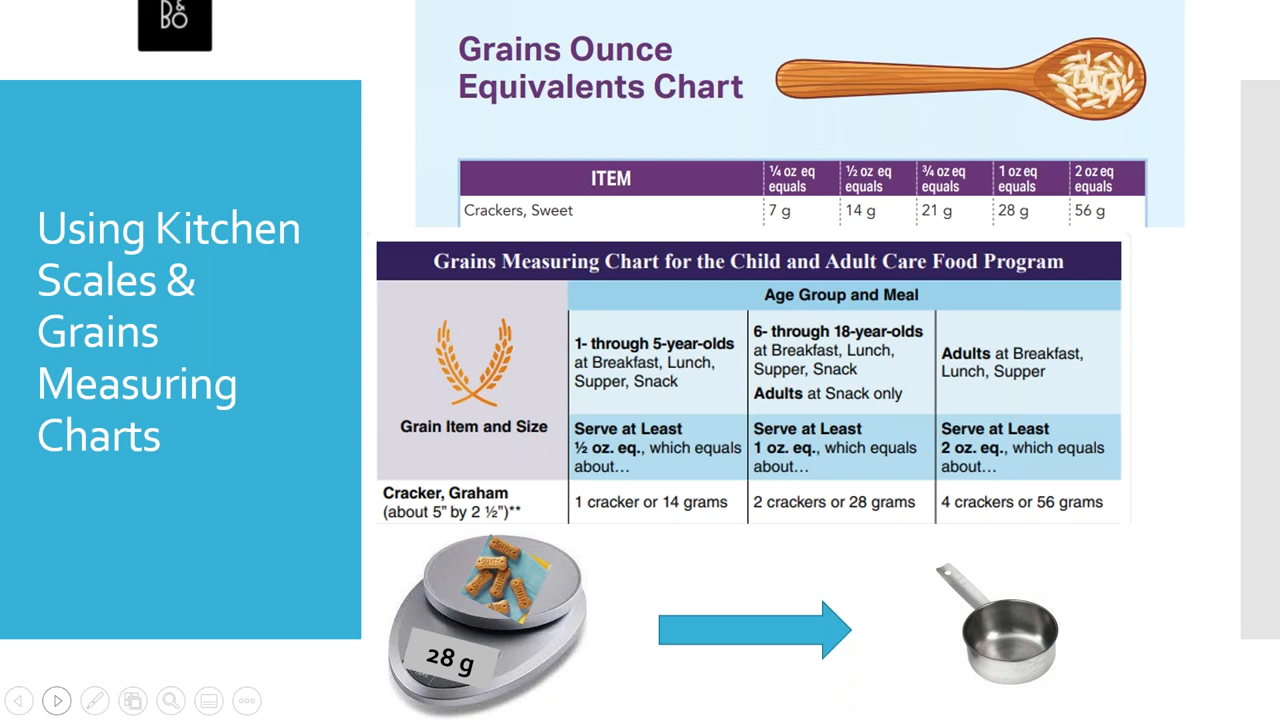 B&
BO
Grains Ounce
Equivalents Chart
ITEM
¼ oz eq
equals
½ oz eq
equals
¾ oz eq
equals
1 oz eq
equals
2 oz eq
equals
Crackers, Sweet
7 g
14 g
21 g
28 g
56 g
Using Kitchen
Scales &
Grains
Measuring
Charts
Grains Measuring Chart for the Child and Adult Care Food Program
Grain Item and Size
Age Group and Meal
1- through 5-year-olds
at Breakfast, Lunch,
Supper, Snack
6- through 18-year-olds
at Breakfast, Lunch,
Supper, Snack
Adults at Snack only
Adults at Breakfast,
Lunch, Supper
Serve at Least
½ oz. eq., which equals
about…
Serve at Least
1 oz. eq., which equals
about…
Serve at Least
2 oz. eq., which equals
about…
Cracker, Graham
(about 5” by 2 ½”)**
1 cracker or 14 grams
2 crackers or 28 grams
4 crackers or 56 grams
28 g